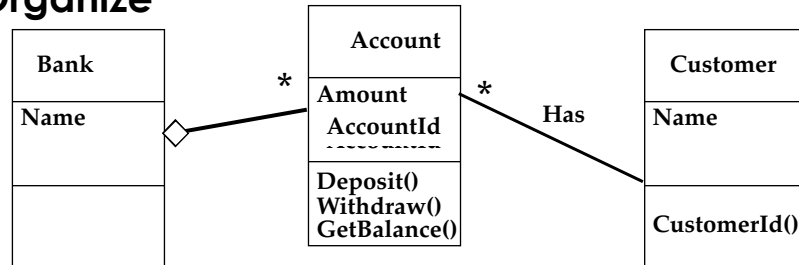 Organize
Bank
Name
*
Account
Amount
AccountId
Deposit()
Withdraw()
GetBalance()
*
Has
Customer
Name
CustomerId()